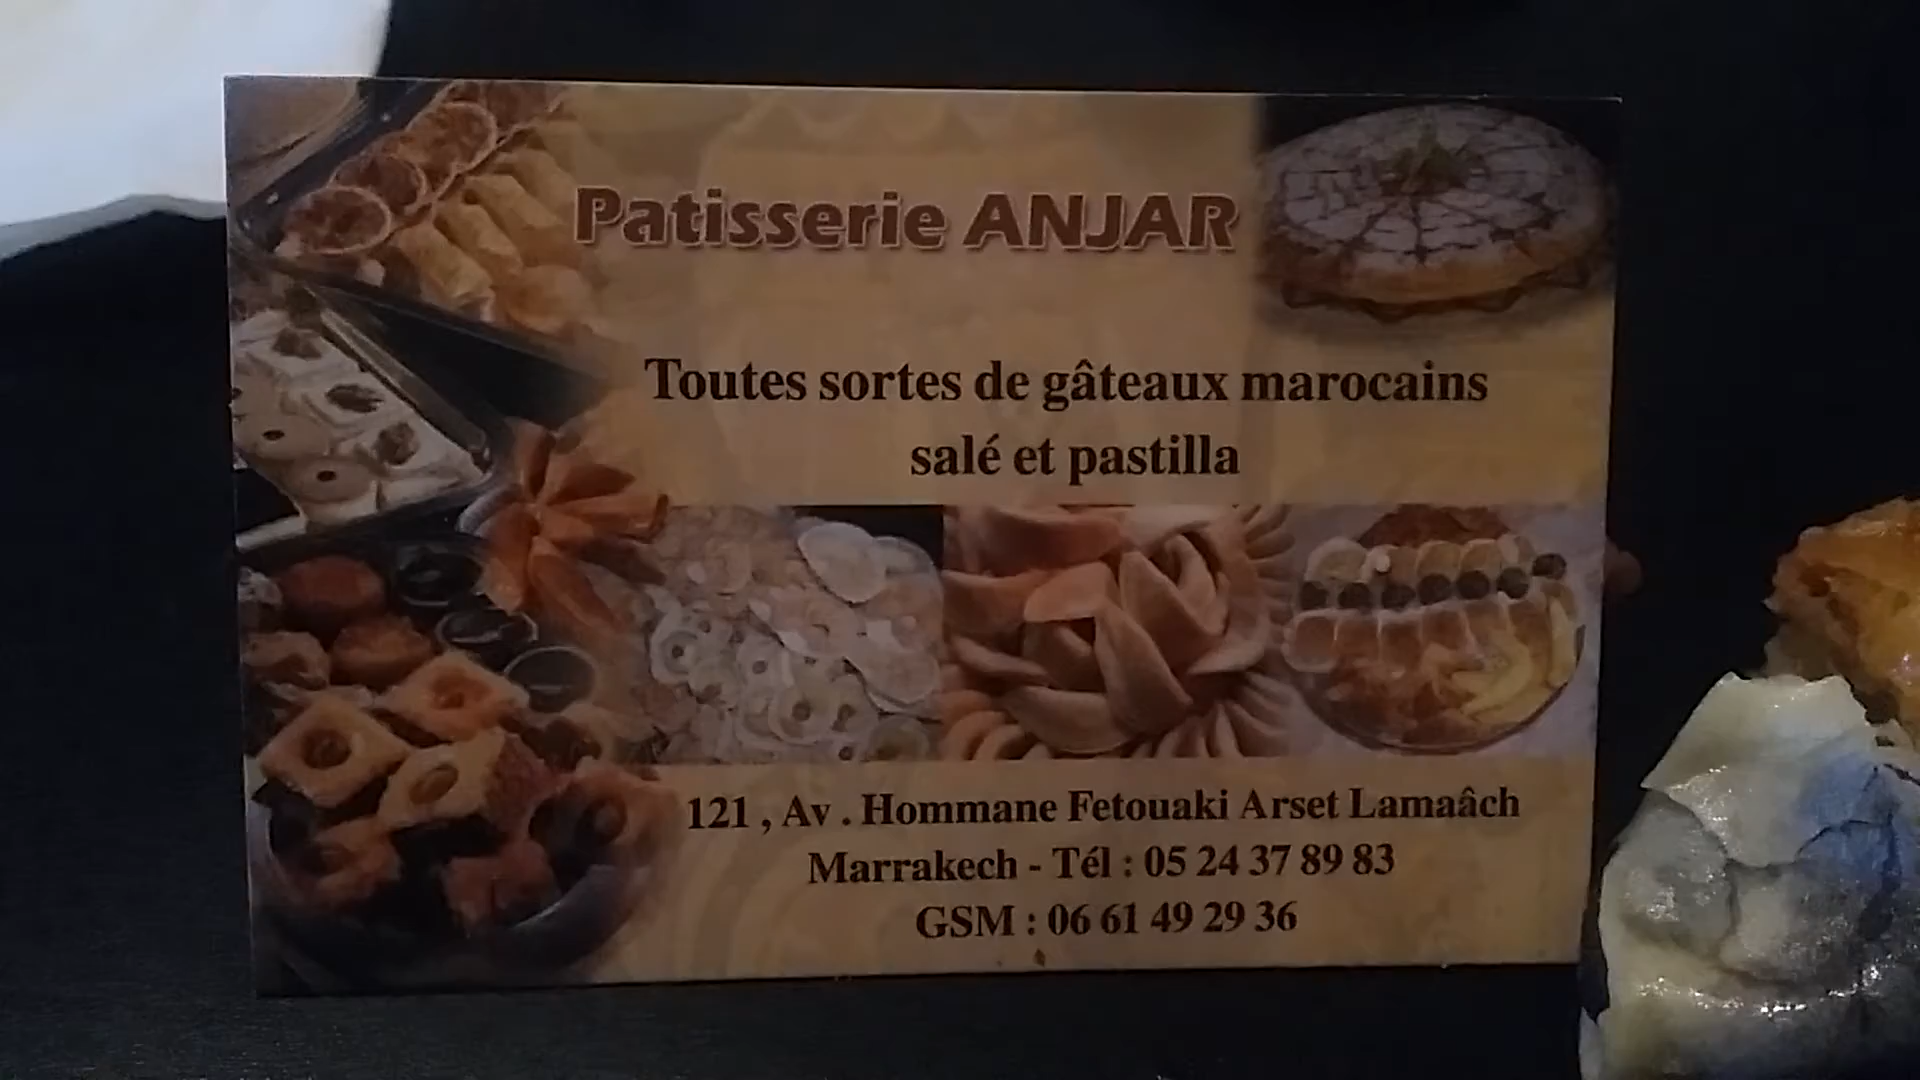 Patisserie ANJAR
Toutes sortes de gâteaux marocains
salé et pastilla
121 , Av . Hommane Fetouaki Arset Lamaâch
Marrakech - Tél : 05 24 37 89 83
GSM : 06 61 49 29 36